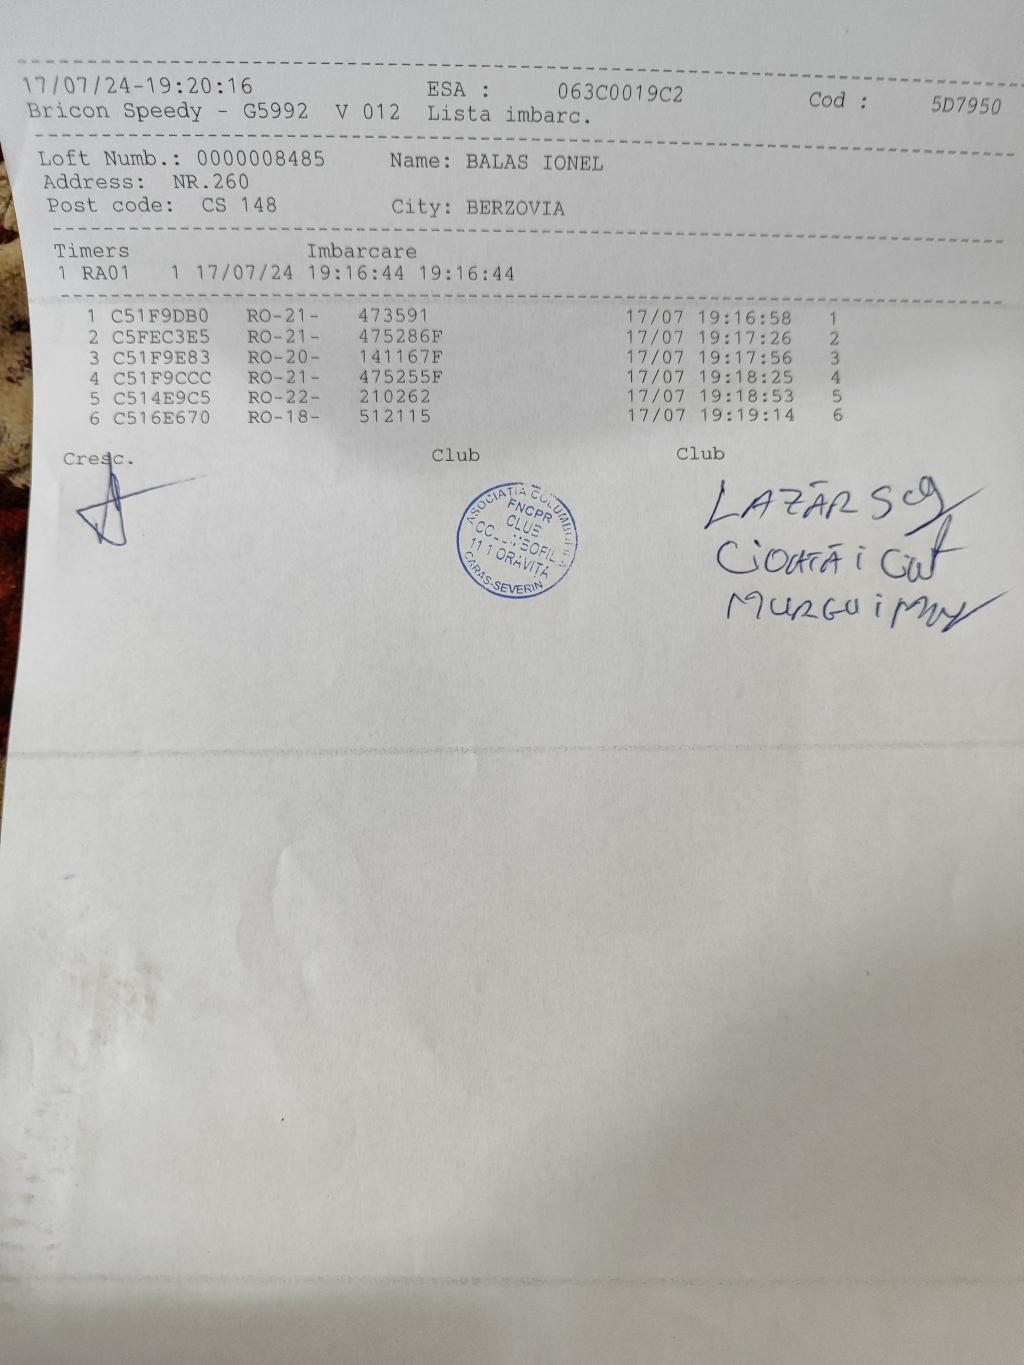 17/07/24-19:20:16 ESA : 063C0019C2 Cod : 5D7950
Bricon Speedy - G5992 V 012 Lista imbarc.
Loft Numb.: 0000008485 Name: BALAS IONEL
Address: NR.260
Post code: CS 148 City: BERZOVIA
Timers Imbarcare
1 RA01 1 17/07/24 19:16:44 19:16:44
1 C51F9DB0 RO-21- 473591 17/07 19:16:58 1
2 C5FEC3E5 RO-21- 475286F 17/07 19:17:26 2
3 C51F9E83 RO-20- 141167F 17/07 19:17:56 3
4 C51F9CCC RO-21- 475255F 17/07 19:18:25 4
5 C514E9C5 RO-22- 210262 17/07 19:18:53 5
6 C516E670 RO-18- 512115 17/07 19:19:14 6
Cresc. Club Club
ASOCIAȚIA
FNCPR
CLUB
111 ORAVIȚA
CARAS-SEVERIN
LAZĂR S
MURGU i